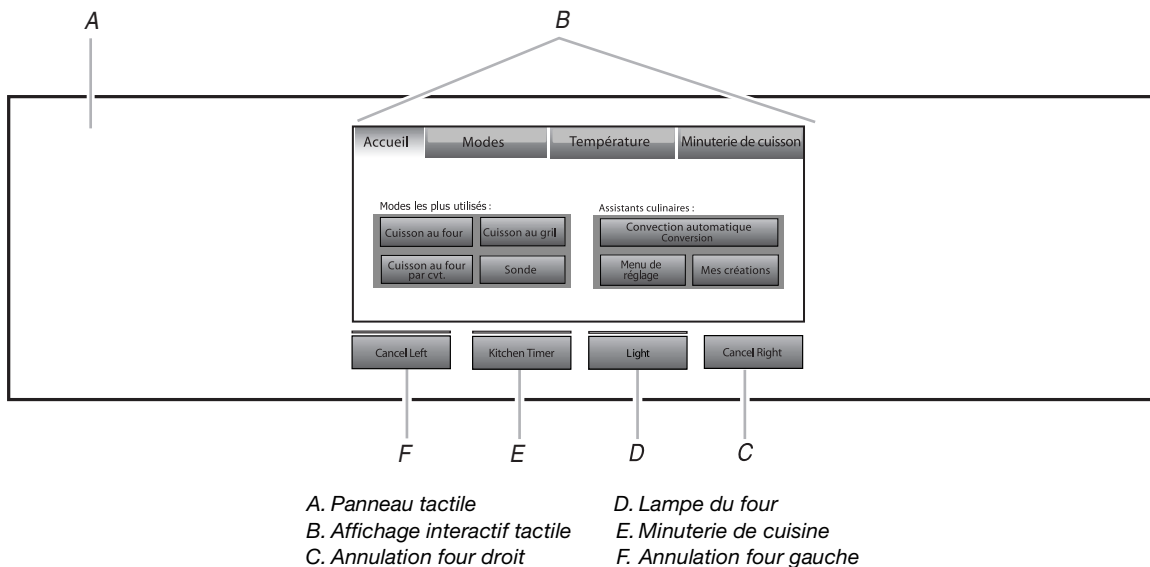 A B
Accueil Modes Température Minuterie de cuisson
Modes les plus utilisés : Assistants culinaires :
Cuisson au four Cuisson au gril Convection automatique
Conversion
Cuisson au four
par cvt. Sonde Menu de
réglage Mes créations
Cancel Left Kitchen Timer Light Cancel Right
F E D C
A. Panneau tactile D. Lampe du four
B. Affichage interactif tactile E. Minuterie de cuisine
C. Annulation four droit F. Annulation four gauche